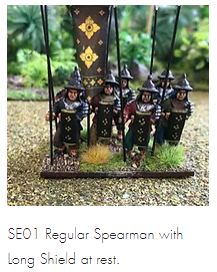 SE01 Regular Spearman with
Long Shield at rest.